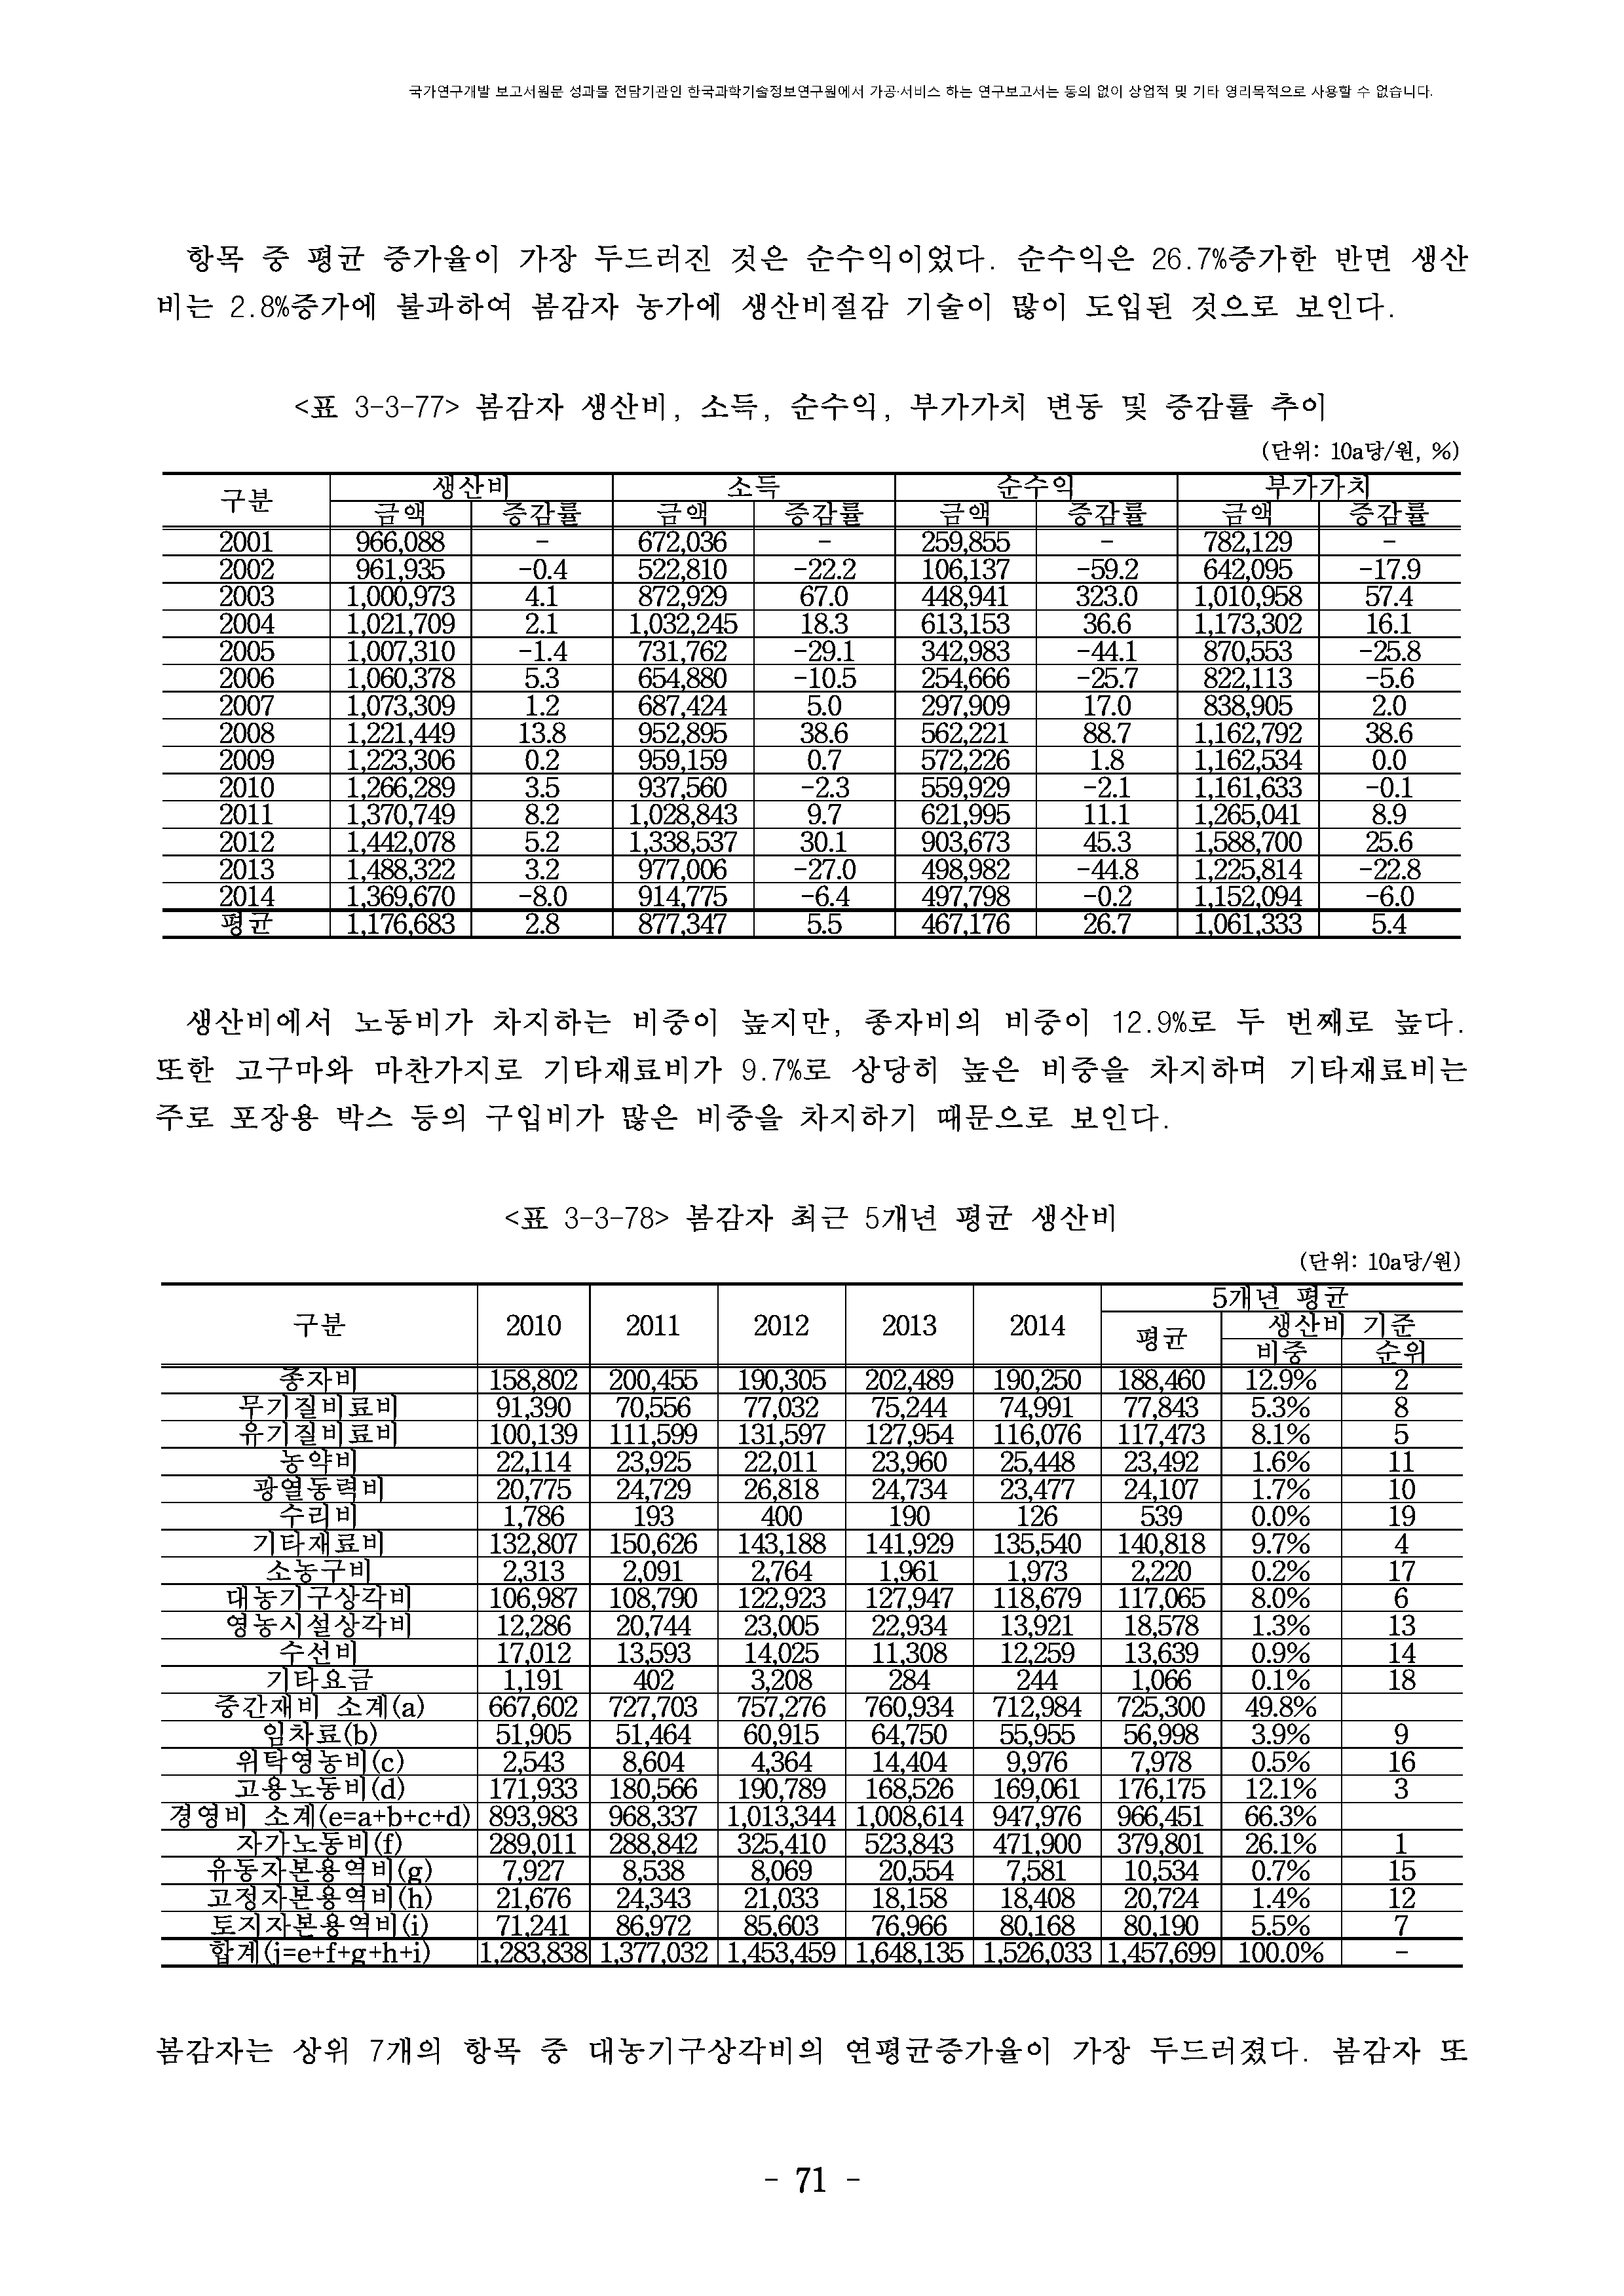 국가연구개발 보고서원문 성과물 전담기관인 한국과학기술정보연구원에서 가공·서비스 하는 연구보고서는 동의 없이 상업적 및 기타 영리목적으로 사용할 수 없습니다.
항목 중 평균 증가율이 가장 두드러진 것은 순수익이었다. 순수익은 26.7%증가한 반면 생산
비는 2.8%증가에 불과하여 봄감자 농가에 생산비절감 기술이 많이 도입된 것으로 보인다.
<표 3-3-77> 봄감자 생산비, 소득, 순수익, 부가가치 변동 및 증감률 추이
(단위: 10a당/원, %)
구분 생산비 소득 순수익 부가가치
금액 증감률 금액 증감률 금액 증감률 금액 증감률
2001 966,088 - 672,036 - 259,855 - 782,129 -
2002 961,935 -0.4 522,810 -22.2 106,137 -59.2 642,095 -17.9
2003 1,000,973 4.1 872,929 67.0 448,941 323.0 1,010,958 57.4
2004 1,021,709 2.1 1,032,245 18.3 613,153 36.6 1,173,302 16.1
2005 1,007,310 -1.4 731,762 -29.1 342,983 -44.1 870,553 -25.8
2006 1,060,378 5.3 654,880 -10.5 254,666 -25.7 822,113 -5.6
2007 1,073,309 1.2 687,424 5.0 297,909 17.0 838,905 2.0
2008 1,221,449 13.8 952,895 38.6 562,221 88.7 1,162,792 38.6
2009 1,223,306 0.2 959,159 0.7 572,226 1.8 1,162,534 0.0
2010 1,266,289 3.5 937,560 -2.3 559,929 -2.1 1,161,633 -0.1
2011 1,370,749 8.2 1,028,843 9.7 621,995 11.1 1,265,041 8.9
2012 1,442,078 5.2 1,338,537 30.1 903,673 45.3 1,588,700 25.6
2013 1,488,322 3.2 977,006 -27.0 498,982 -44.8 1,225,814 -22.8
2014 1,369,670 -8.0 914,775 -6.4 497,798 -0.2 1,152,094 -6.0
평균 1,176,683 2.8 877,347 5.5 467,176 26.7 1,061,333 5.4
생산비에서 노동비가 차지하는 비중이 높지만, 종자비의 비중이 12.9%로 두 번째로 높다.
또한 고구마와 마찬가지로 기타재료비가 9.7%로 상당히 높은 비중을 차지하며 기타재료비는
주로 포장용 박스 등의 구입비가 많은 비중을 차지하기 때문으로 보인다.
<표 3-3-78> 봄감자 최근 5개년 평균 생산비
(단위: 10a당/원)
구분 2010 2011 2012 2013 2014 5개년 평균
평균 생산비 기준
비중 순위
종자비 158,802 200,455 190,305 202,489 190,250 188,460 12.9% 2
무기질비료비 91,390 70,556 77,032 75,244 74,991 77,843 5.3% 8
유기질비료비 100,139 111,599 131,597 127,954 116,076 117,473 8.1% 5
농약비 22,114 23,925 22,011 23,960 25,448 23,492 1.6% 11
광열동력비 20,775 24,729 26,818 24,734 23,477 24,107 1.7% 10
수리비 1,786 193 400 190 126 539 0.0% 19
기타재료비 132,807 150,626 143,188 141,929 135,540 140,818 9.7% 4
소농구비 2,313 2,091 2,764 1,961 1,973 2,220 0.2% 17
대농기구상각비 106,987 108,790 122,923 127,947 118,679 117,065 8.0% 6
영농시설상각비 12,286 20,744 23,005 22,934 13,921 18,578 1.3% 13
수선비 17,012 13,593 14,025 11,308 12,259 13,639 0.9% 14
기타요금 1,191 402 3,208 284 244 1,066 0.1% 18
중간재비 소계(a) 667,602 727,703 757,276 760,934 712,984 725,300 49.8%
임차료(b) 51,905 51,464 60,915 64,750 55,955 56,998 3.9% 9
위탁영농비(c) 2,543 8,604 4,364 14,404 9,976 7,978 0.5% 16
고용노동비(d) 171,933 180,566 190,789 168,526 169,061 176,175 12.1% 3
경영비 소계(e=a+b+c+d) 893,983 968,337 1,013,344 1,008,614 947,976 966,451 66.3%
자가노동비(f) 289,011 288,842 325,410 523,843 471,900 379,801 26.1% 1
유동자본용역비(g) 7,927 8,538 8,069 20,554 7,581 10,534 0.7% 15
고정자본용역비(h) 21,676 24,343 21,033 18,158 18,408 20,724 1.4% 12
토지자본용역비(i) 71,241 86,972 85,603 76,966 80,168 80,190 5.5% 7
합계(j=e+f+g+h+i) 1,283,838 1,377,032 1,453,459 1,648,135 1,526,033 1,457,699 100.0% -
봄감자는 상위 7개의 항목 중 대농기구상각비의 연평균증가율이 가장 두드러졌다. 봄감자 또
- 71 -